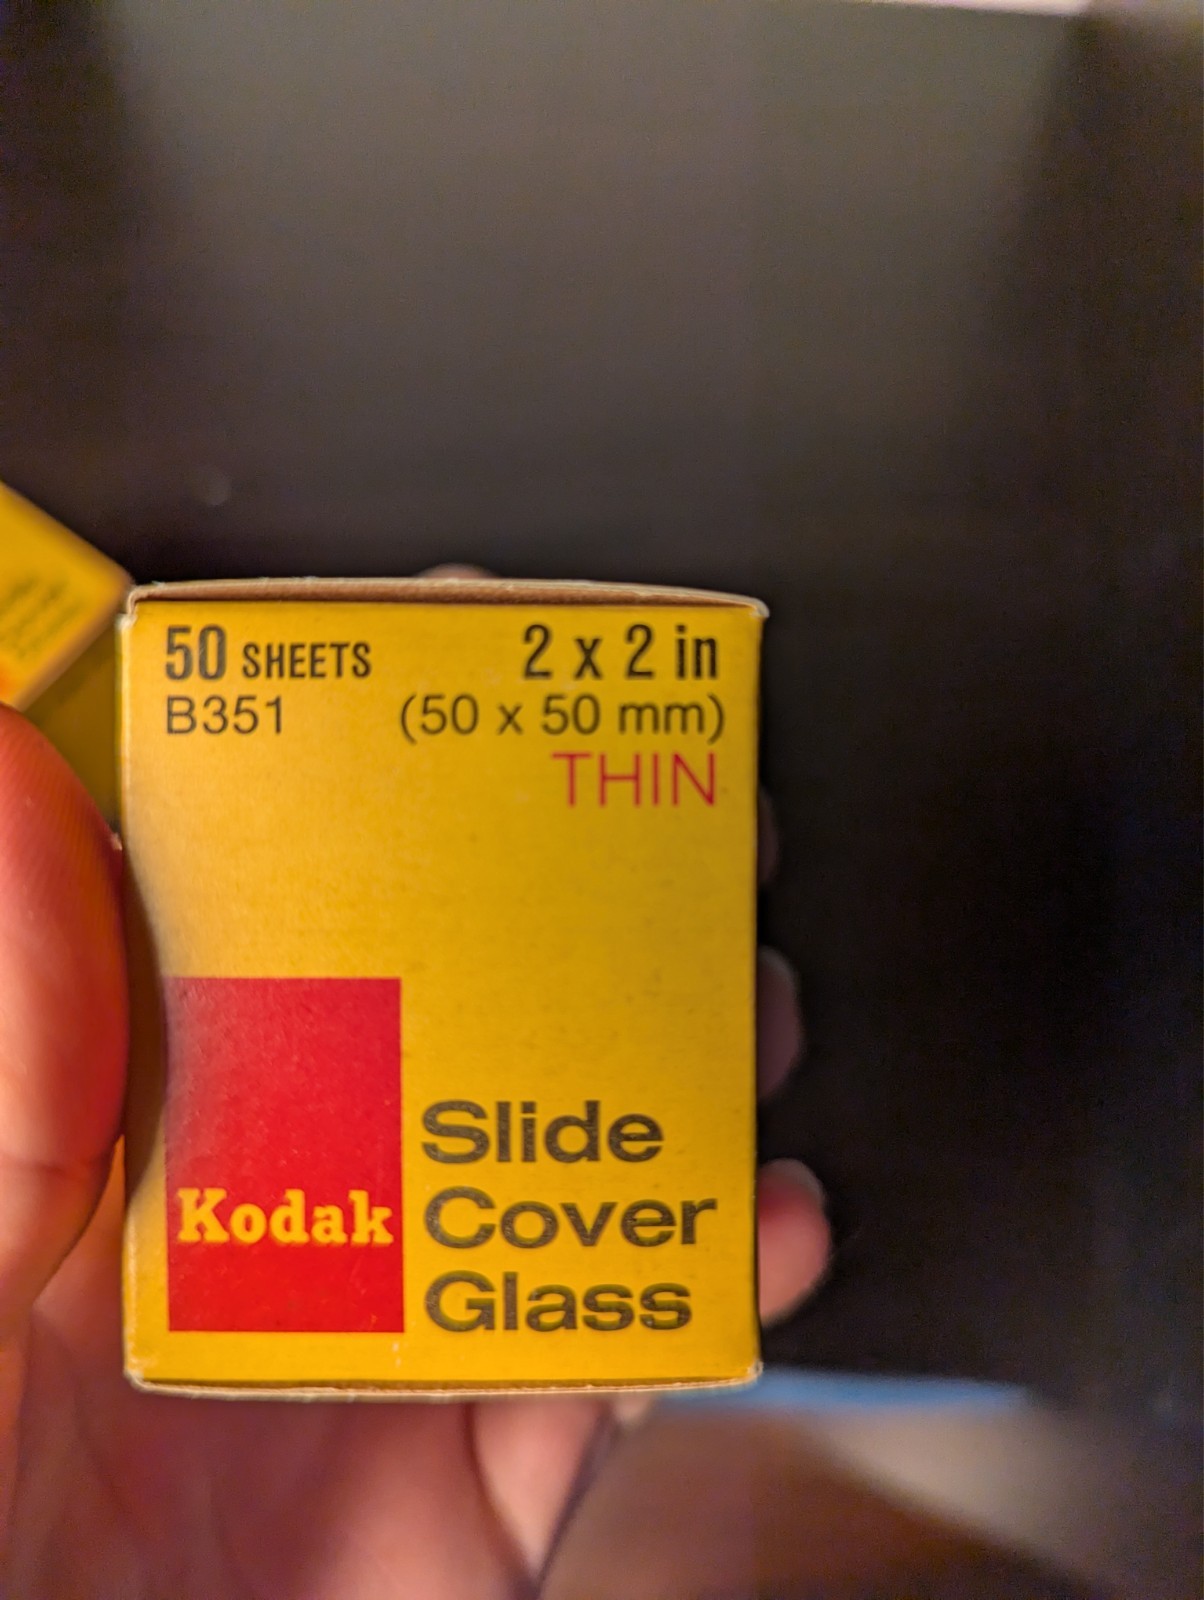 50 SHEETS 2 x 2 in
B351 (50 x 50 mm)
THIN
Slide
Kodak Cover
Glass